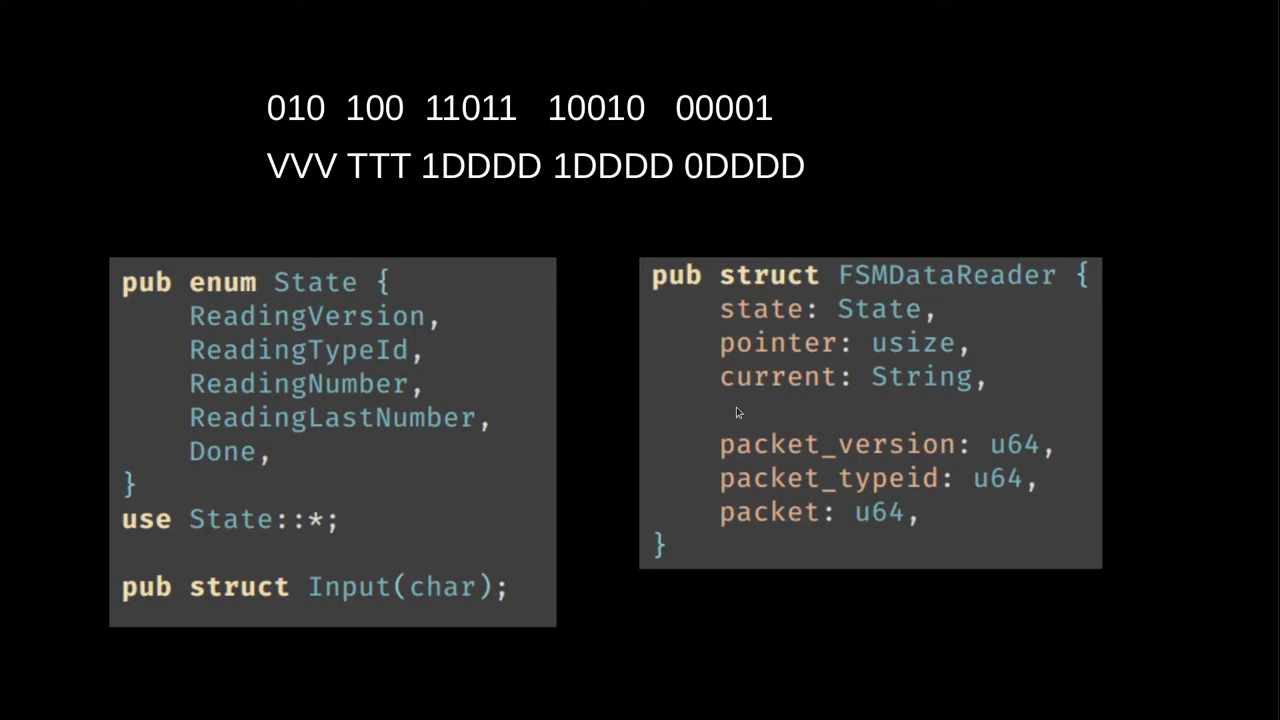 010 100 11011 10010 00001
VVV TTT 1DDDD 1DDDD 0DDDD
pub enum State {
    ReadingVersion,
    ReadingTypeId,
    ReadingNumber,
    ReadingLastNumber,
    Done,
}
use State::*;
pub struct Input(char);
pub struct FSMDataReader {
    state: State,
    pointer: usize,
    current: String,
    packet_version: u64,
    packet_typeid: u64,
    packet: u64,
}